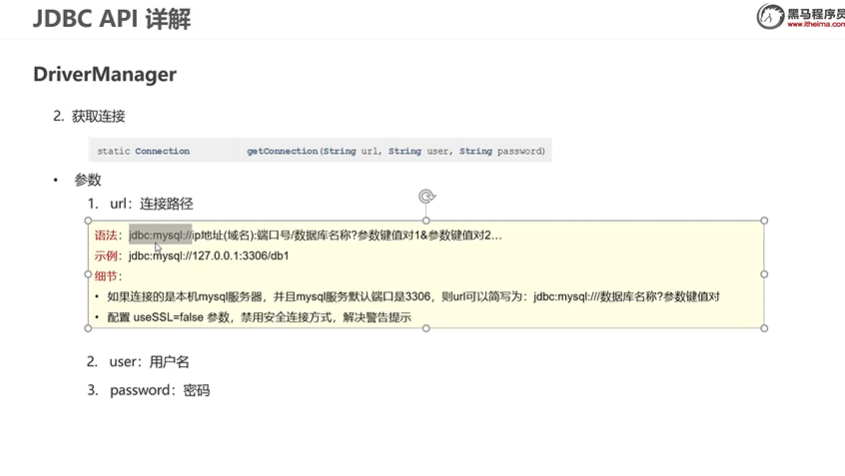 JDBC API 详解
黑马程序员
www.itheima.com
DriverManager
2. 获取连接
static Connection getConnection(String url, String user, String password)
• 参数
1. url：连接路径
语法：jdbc:mysql://ip地址(域名):端口号/数据库名称?参数键值对1&参数键值对2…
示例：jdbc:mysql://127.0.0.1:3306/db1
细节：
• 如果连接的是本机mysql服务器，并且mysql服务默认端口是3306，则url可以简写为：jdbc:mysql:///数据库名称?参数键值对
• 配置 useSSL=false 参数，禁用安全连接方式，解决警告提示
2. user：用户名
3. password：密码